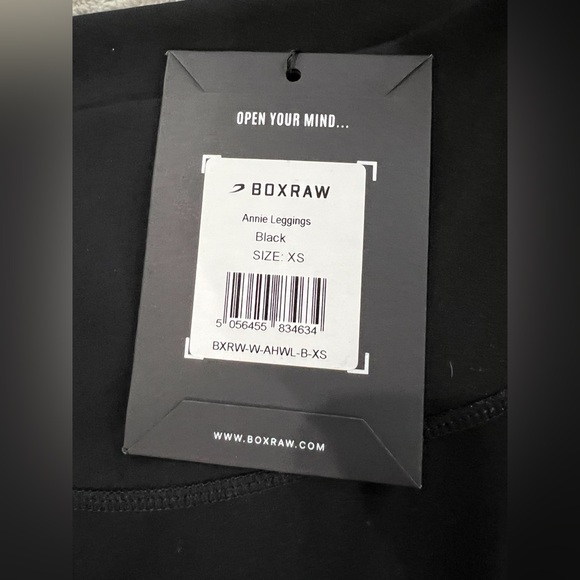 OPEN YOUR MIND...
BOXRAW
Annie Leggings
Black
SIZE: XS
5 056455 834634
BXRW-W-AHWL-B-XS
WWW.BOXRAW.COM